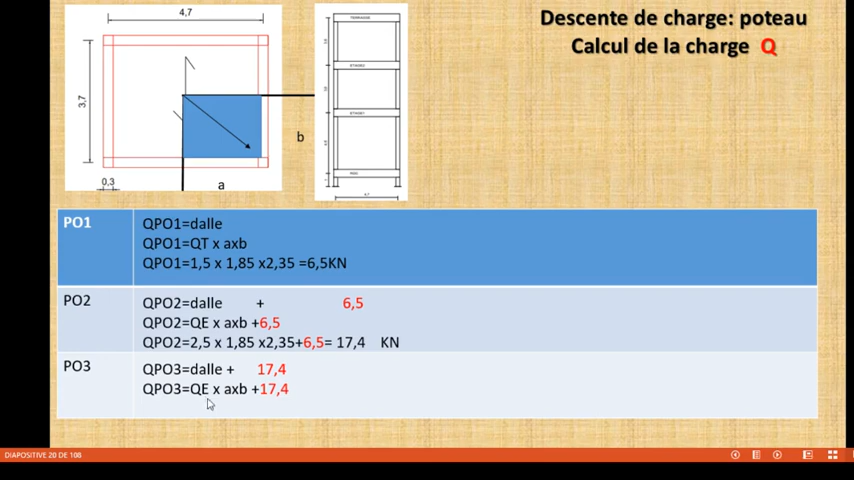 Descente de charge: poteau
Calcul de la charge Q
4,7
3,7
0,3
a
b
TERRASSE
PO1
QPO1=dalle
QPO1=QT x axb
QPO1=1,5 x 1,85 x2,35 =6,5KN
PO2
QPO2=dalle + 6,5
QPO2=QE x axb +6,5
QPO2=2,5 x 1,85 x2,35+6,5= 17,4 KN
PO3
QPO3=dalle + 17,4
QPO3=QE x axb +17,4
DIAPOSITIVE 20 DE 108